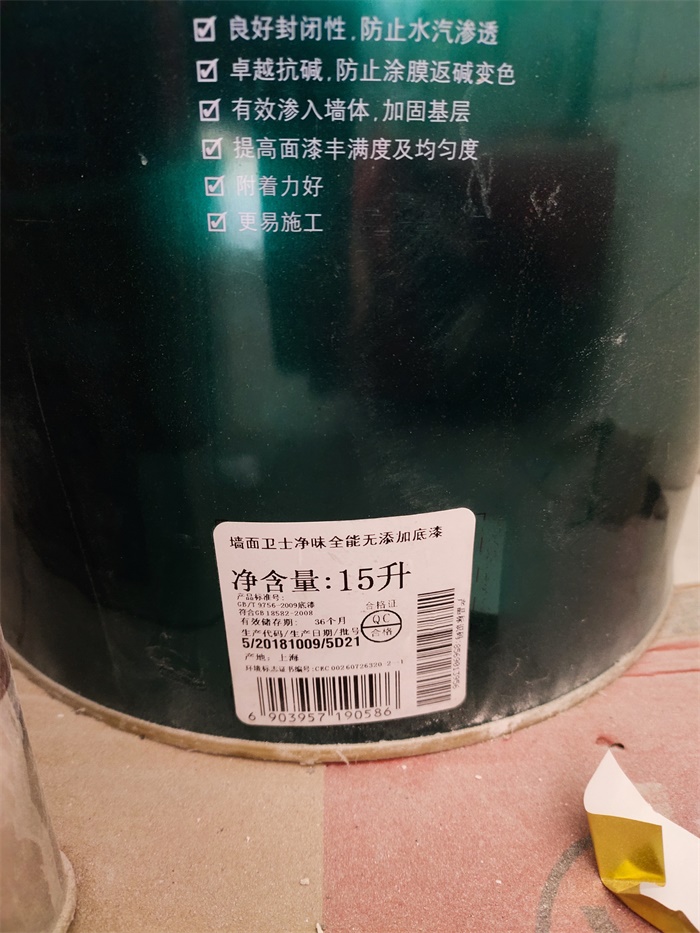 良好封闭性,防止水汽渗透
卓越抗碱,防止涂膜返碱变色
有效渗入墙体,加固基层
提高面漆丰满度及均匀度
附着力好
更易施工
墙面卫士净味全能无添加底漆
净含量:15升
产品标准号:
GB/T 9756-2009底漆
符合GB 18582-2008
有效储存期: 36个月
合格证
QC
合格
生产代码/生产日期/批号
5/20181009/5D21
产地: 上海
6 903957 190586